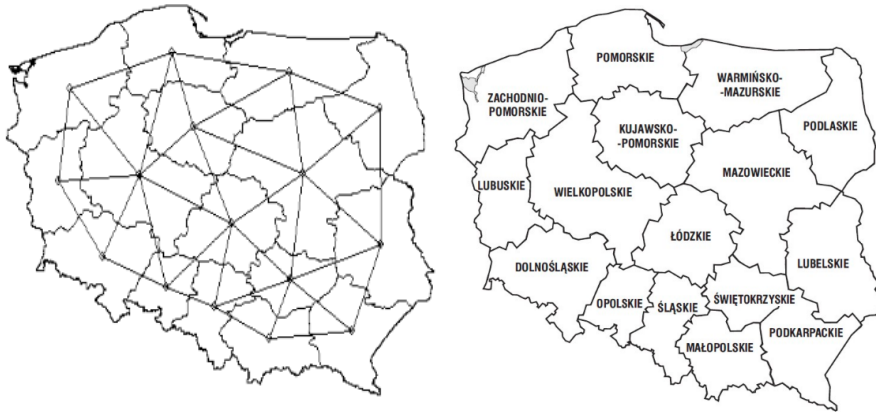 POMORSKIE
WARMIŃSKO-
-MAZURSKIE
ZACHODNIO-
POMORSKIE
KUJAWSKO-
-POMORSKIE
PODLASKIE
MAZOWIECKIE
LUBUSKIE
WIELKOPOLSKIE
ŁÓDZKIE
DOLNOŚLĄSKIE
LUBELSKIE
OPOLSKIE
ŚLĄSKIE
ŚWIĘTOKRZYSKIE
PODKARPACKIE
MAŁOPOLSKIE